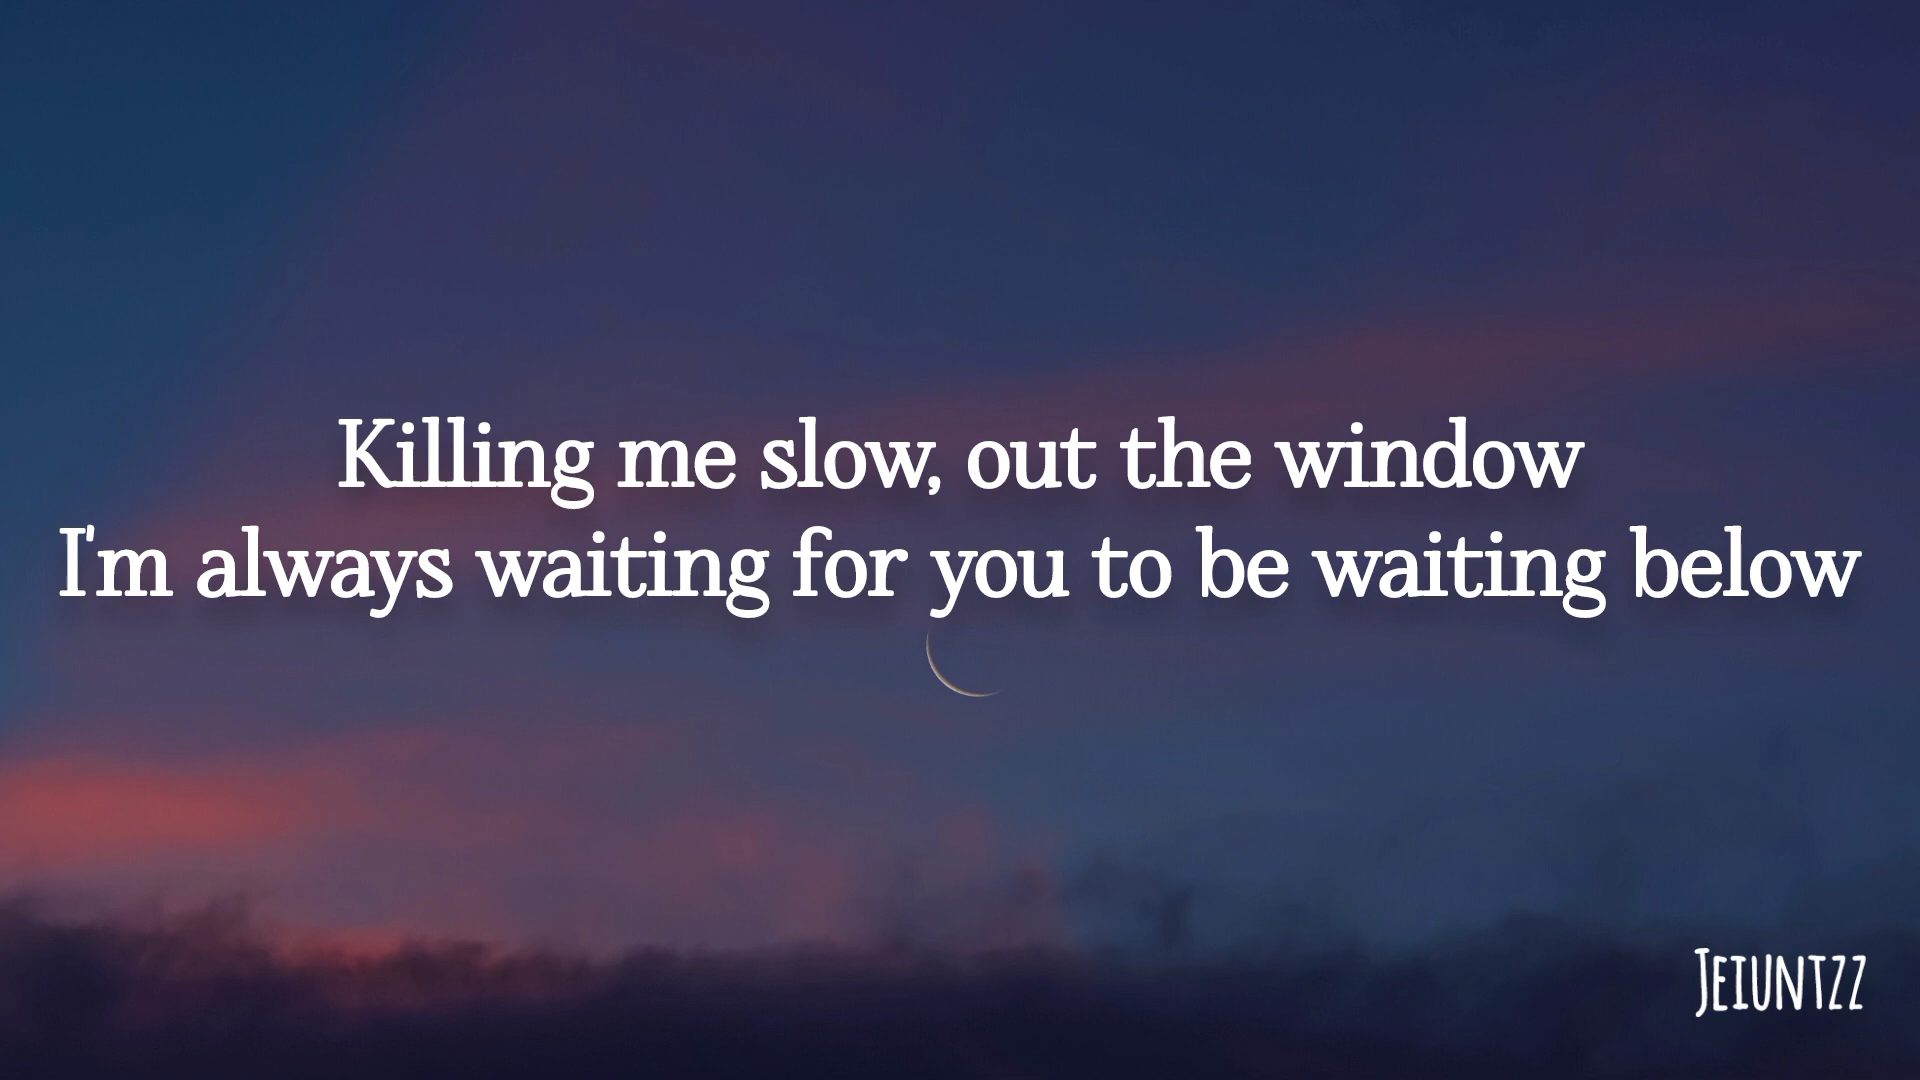 Killing me slow, out the window
I'm always waiting for you to be waiting below
Jeiuntzz